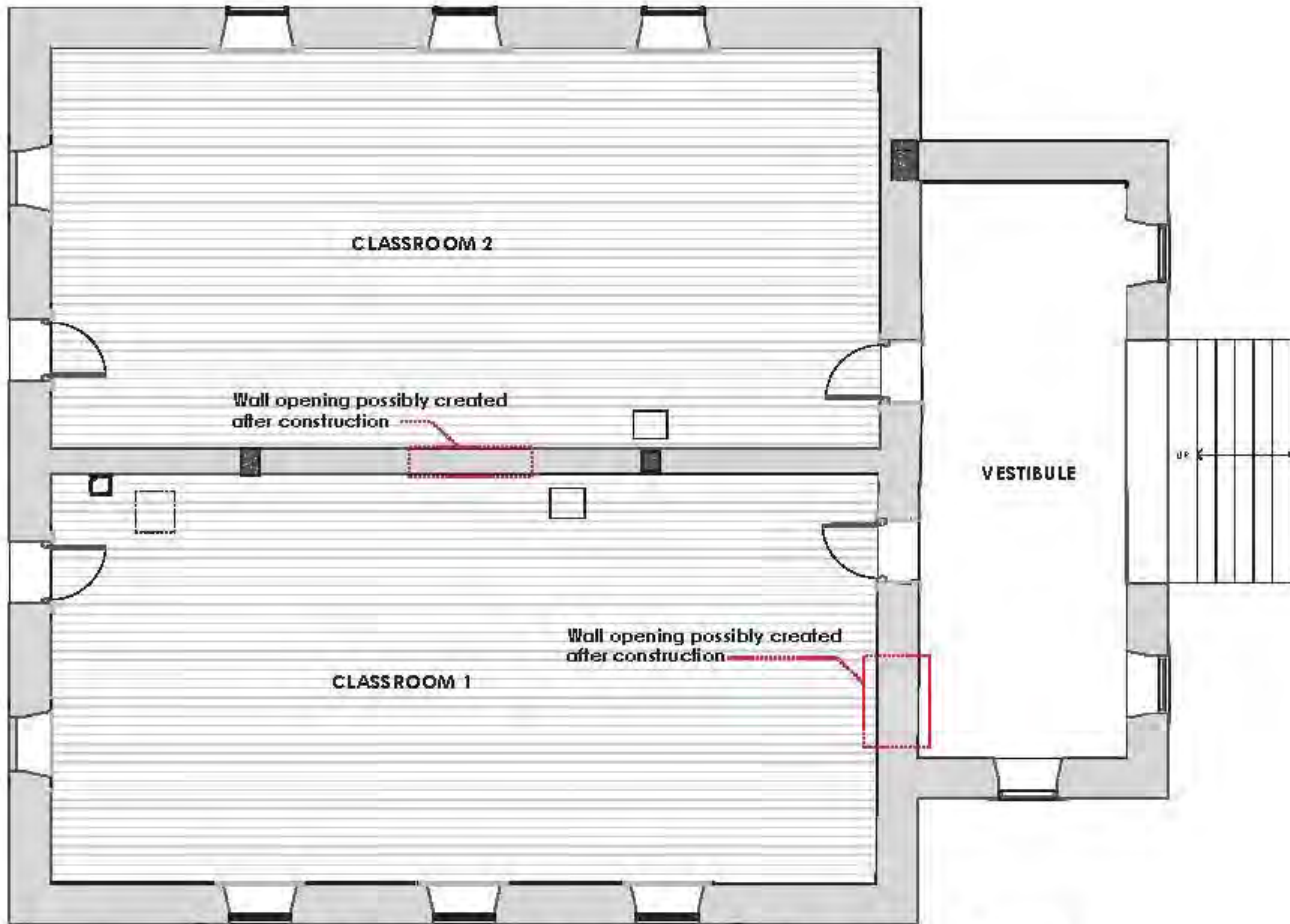 CLASSROOM 2
Wall opening possibly created
after construction
VESTIBULE
UP
Wall opening possibly created
after construction
CLASSROOM 1